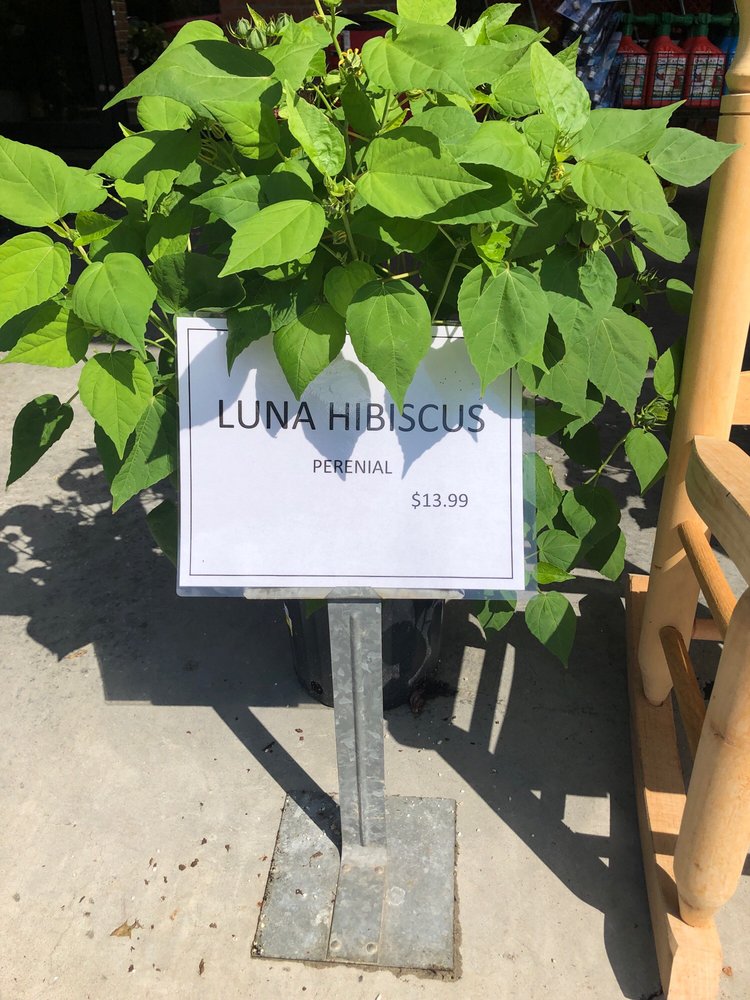 LUNA HIBISCUS
PERENIAL
$13.99